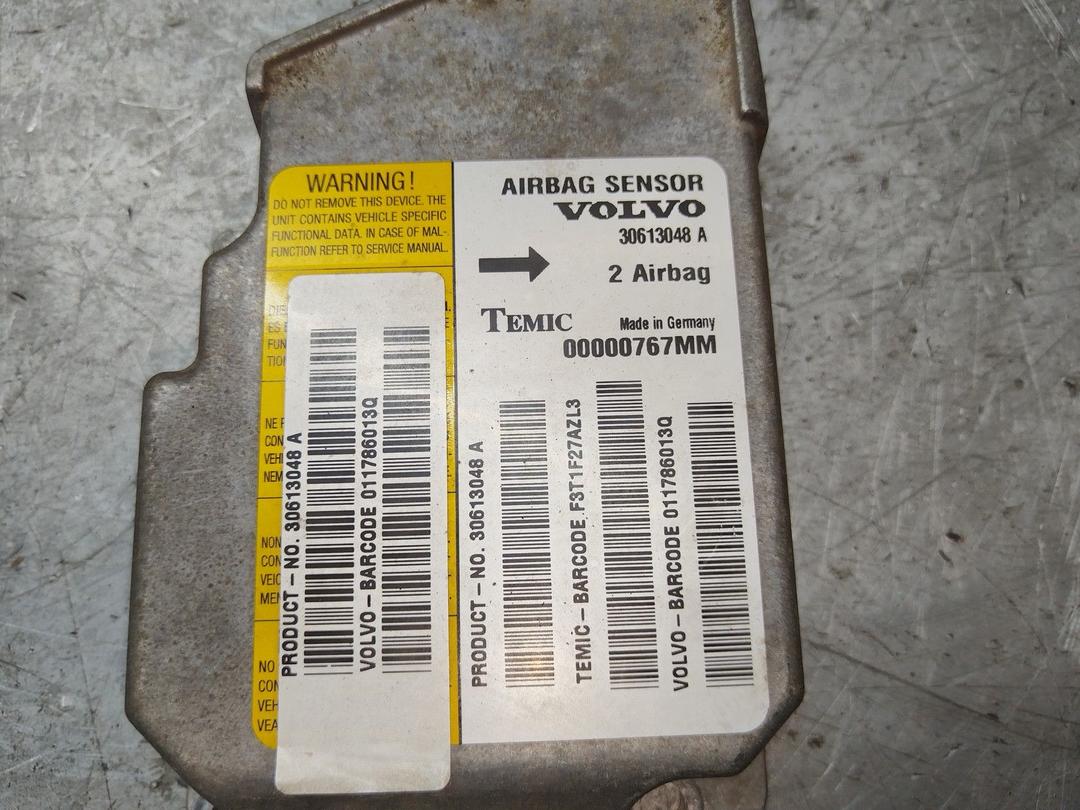 WARNING!
DO NOT REMOVE THIS DEVICE. THE
UNIT CONTAINS VEHICLE SPECIFIC
FUNCTIONAL DATA. IN CASE OF MAL-
FUNCTION REFER TO SERVICE MANUAL.
AIRBAG SENSOR
VOLVO
30613048 A
2 Airbag
TEMIC
Made in Germany
00000767MM
PRODUCT-NO. 30613048 A
VOLVO-BARCODE 011786013Q
PRODUCT-NO. 30613048 A
TEMIC-BARCODE F3T1F27AZL3
VOLVO-BARCODE 011786013Q